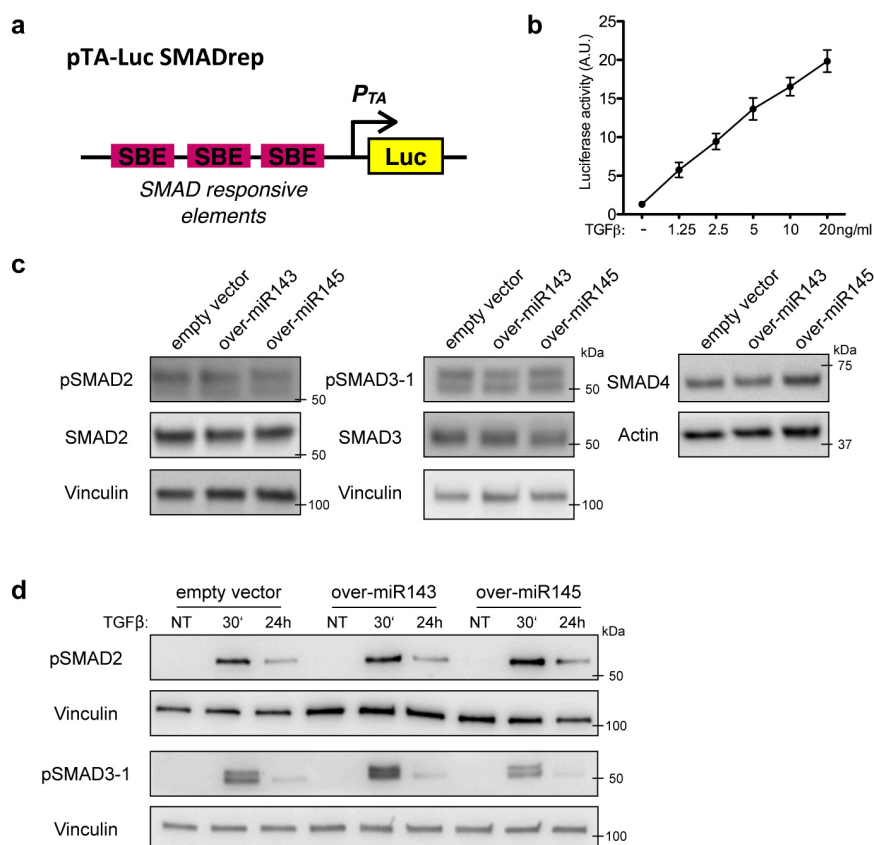 a
pTA-Luc SMADrep
PTA
SBE SBE SBE Luc
SMAD responsive
elements
b
Luciferase activity (A.U.)
25
20
15
10
5
0
TGFβ: - 1.25 2.5 5 10 20ng/ml
c
empty vector over-miR143 over-miR145
pSMAD2
50
SMAD2
50
Vinculin
100
empty vector over-miR143 over-miR145
kDa
pSMAD3-1
50
SMAD3
50
Vinculin
100
empty vector over-miR143 over-miR145
kDa
75
SMAD4
Actin
37
d
empty vector over-miR143 over-miR145
TGFβ: NT 30‘ 24h NT 30‘ 24h NT 30‘ 24h
kDa
pSMAD2
50
Vinculin
100
pSMAD3-1
50
Vinculin
100